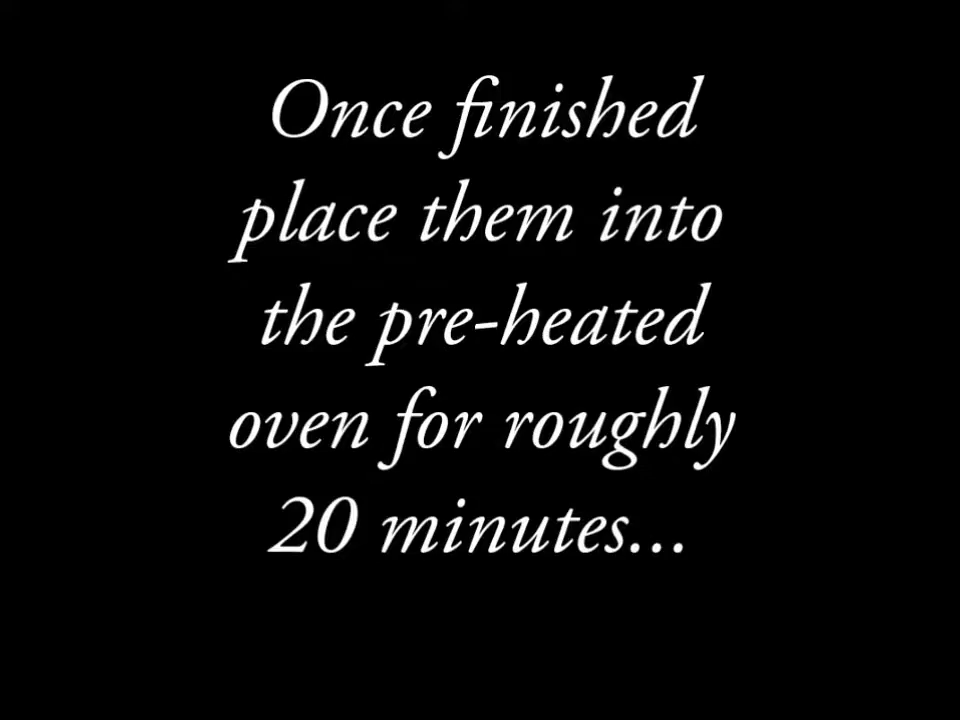 Once finished
place them into
the pre-heated
oven for roughly
20 minutes...